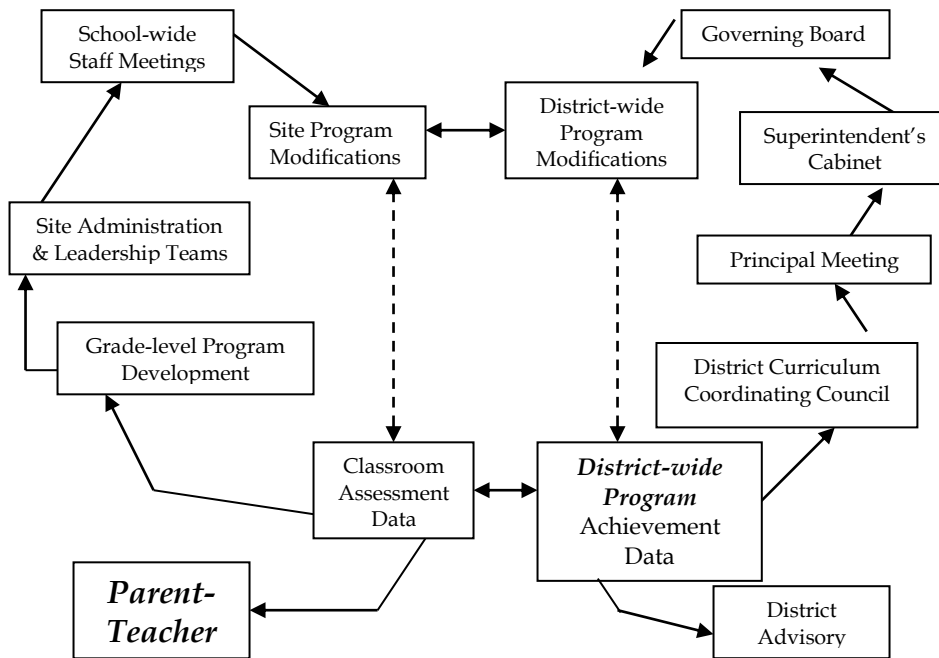 School-wide
Staff Meetings
Governing Board
Site Program
Modifications
District-wide
Program
Modifications
Superintendent's
Cabinet
Site Administration
& Leadership Teams
Principal Meeting
Grade-level Program
Development
District Curriculum
Coordinating Council
Classroom
Assessment
Data
District-wide
Program
Achievement
Data
Parent-
Teacher
District
Advisory